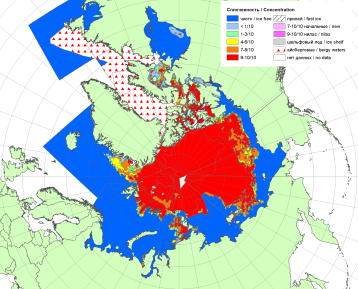 Сплоченность / Concentration
чисто / ice free
< 1/10
1-3/10
4-6/10
7-8/10
9-10/10
припай / fast ice
7-10/10 начальные / new
9-10/10 нилас / nilas
шельфовый лед / ice shelf
айсберговые / bergy waters
нет данных / no data